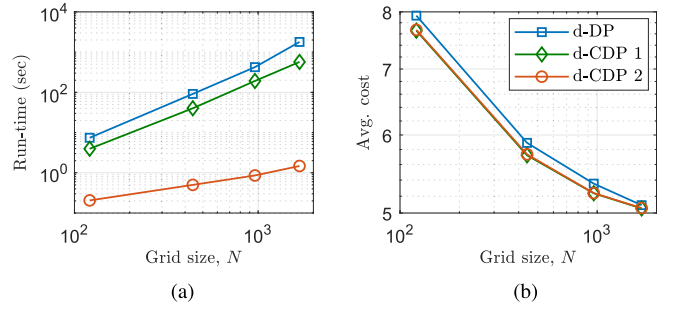 Run-time (sec)
10^4
10^2
10^0
10^2
10^3
Grid size, N
(a)
Avg. cost
8
7
6
5
d-DP
d-CDP 1
d-CDP 2
10^2
10^3
Grid size, N
(b)